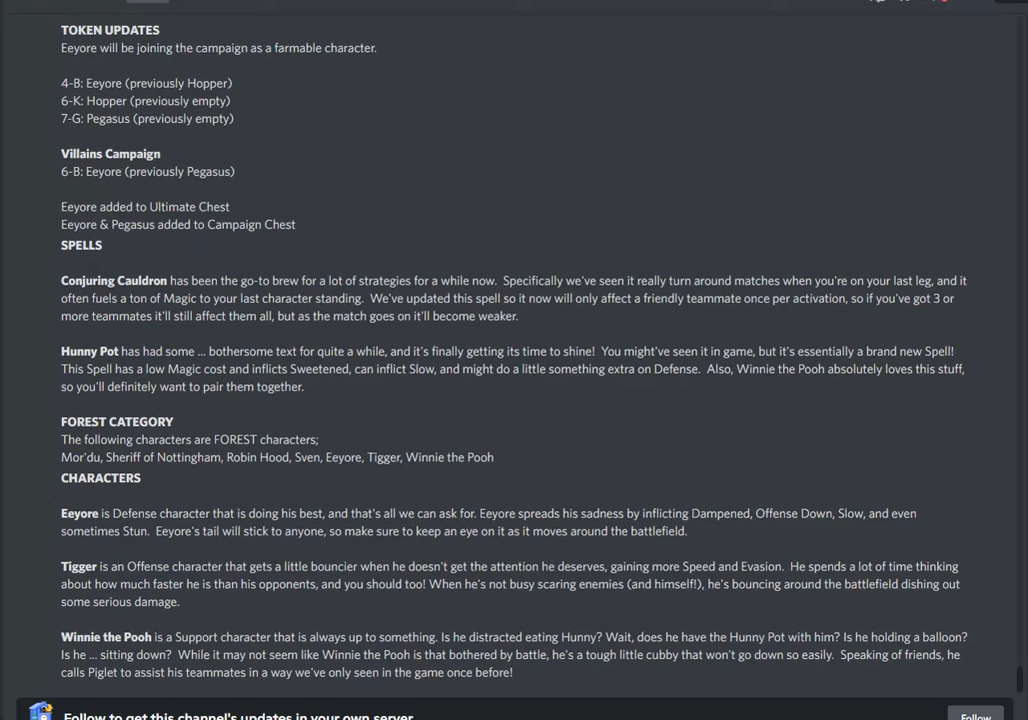 TOKEN UPDATES
Eeyore will be joining the campaign as a farmable character.
4-B: Eeyore (previously Hopper)
6-K: Hopper (previously empty)
7-G: Pegasus (previously empty)
Villains Campaign
6-B: Eeyore (previously Pegasus)
Eeyore added to Ultimate Chest
Eeyore & Pegasus added to Campaign Chest
SPELLS
Conjuring Cauldron has been the go-to brew for a lot of strategies for a while now. Specifically we've seen it really turn around matches when you're on your last leg, and it
often fuels a ton of Magic to your last character standing. We've updated this spell so it now will only affect a friendly teammate once per activation, so if you've got 3 or
more teammates it'll still affect them all, but as the match goes on it'll become weaker.
Hunny Pot has had some ... bothersome text for quite a while, and it's finally getting its time to shine! You might've seen it in game, but it's essentially a brand new Spell!
This Spell has a low Magic cost and inflicts Sweetened, can inflict Slow, and might do a little something extra on Defense. Also, Winnie the Pooh absolutely loves this stuff,
so you'll definitely want to pair them together.
FOREST CATEGORY
The following characters are FOREST characters;
Mor'du, Sheriff of Nottingham, Robin Hood, Sven, Eeyore, Tigger, Winnie the Pooh
CHARACTERS
Eeyore is Defense character that is doing his best, and that's all we can ask for. Eeyore spreads his sadness by inflicting Dampened, Offense Down, Slow, and even
sometimes Stun. Eeyore's tail will stick to anyone, so make sure to keep an eye on it as it moves around the battlefield.
Tigger is an Offense character that gets a little bouncier when he doesn't get the attention he deserves, gaining more Speed and Evasion. He spends a lot of time thinking
about how much faster he is than his opponents, and you should too! When he's not busy scaring enemies (and himself!), he's bouncing around the battlefield dishing out
some serious damage.
Winnie the Pooh is a Support character that is always up to something. Is he distracted eating Hunny? Wait, does he have the Hunny Pot with him? Is he holding a balloon?
Is he ... sitting down? While it may not seem like Winnie the Pooh is that bothered by battle, he's a tough little cubby that won't go down so easily. Speaking of friends, he
calls Piglet to assist his teammates in a way we've only seen in the game once before!
Follow to get this channel's updates in your own server.
Follow